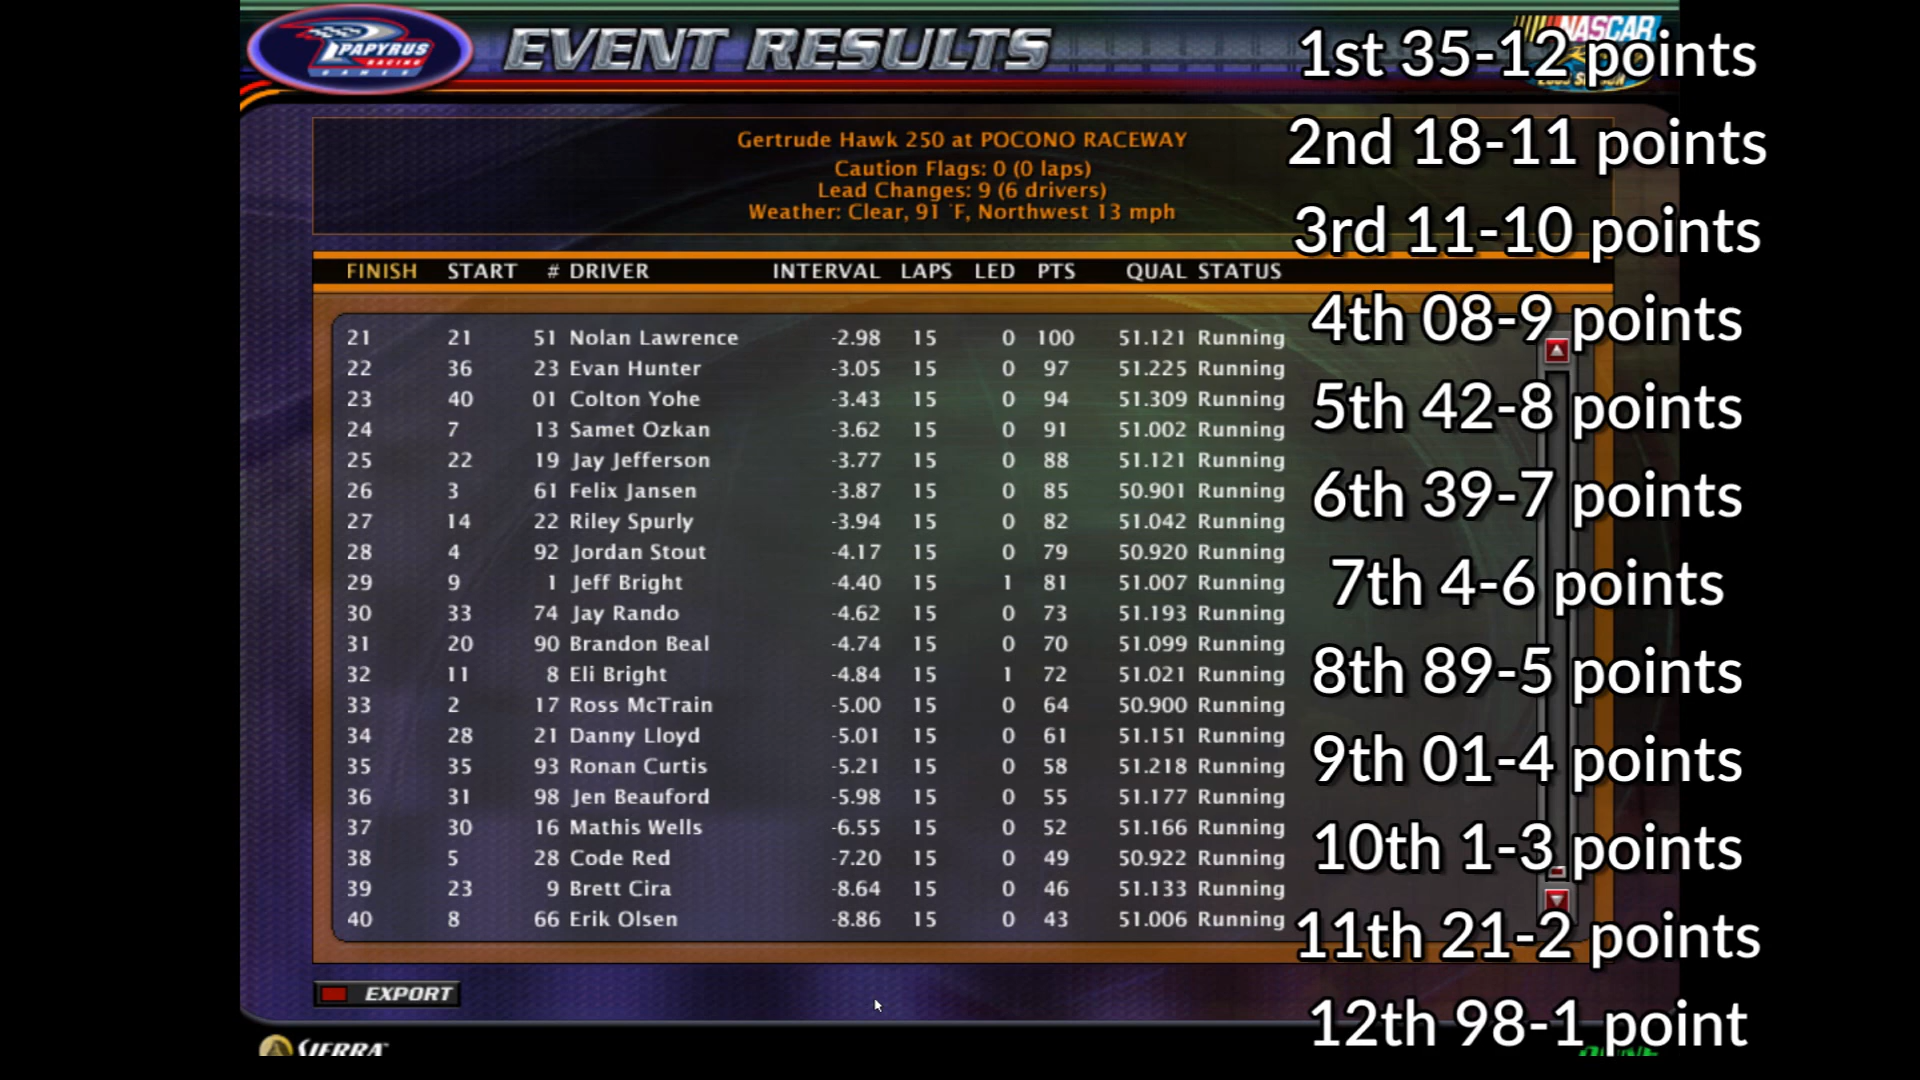 PAPYRUS
RACING
GAMES
EVENT RESULTS
NASCAR
Gertrude Hawk 250 at POCONO RACEWAY
Caution Flags: 0 (0 laps)
Lead Changes: 9 (6 drivers)
Weather: Clear, 91 °F, Northwest 13 mph
FINISH START # DRIVER INTERVAL LAPS LED PTS QUAL STATUS
21 21 51 Nolan Lawrence -2.98 15 0 100 51.121 Running
22 36 23 Evan Hunter -3.05 15 0 97 51.225 Running
23 40 01 Colton Yohe -3.43 15 0 94 51.309 Running
24 7 13 Samet Ozkan -3.62 15 0 91 51.002 Running
25 22 19 Jay Jefferson -3.77 15 0 88 51.121 Running
26 3 61 Felix Jansen -3.87 15 0 85 50.901 Running
27 14 22 Riley Spurly -3.94 15 0 82 51.042 Running
28 4 92 Jordan Stout -4.17 15 0 79 50.920 Running
29 9 1 Jeff Bright -4.40 15 1 81 51.007 Running
30 33 74 Jay Rando -4.62 15 0 73 51.193 Running
31 20 90 Brandon Beal -4.74 15 0 70 51.099 Running
32 11 8 Eli Bright -4.84 15 1 72 51.021 Running
33 2 17 Ross McTrain -5.00 15 0 64 50.900 Running
34 28 21 Danny Lloyd -5.01 15 0 61 51.151 Running
35 35 93 Ronan Curtis -5.21 15 0 58 51.218 Running
36 31 98 Jen Beauford -5.98 15 0 55 51.177 Running
37 30 16 Mathis Wells -6.55 15 0 52 51.166 Running
38 5 28 Code Red -7.20 15 0 49 50.922 Running
39 23 9 Brett Cira -8.64 15 0 46 51.133 Running
40 8 66 Erik Olsen -8.86 15 0 43 51.006 Running
EXPORT
SIERRA
1st 35-12 points
2nd 18-11 points
3rd 11-10 points
4th 08-9 points
5th 42-8 points
6th 39-7 points
7th 4-6 points
8th 89-5 points
9th 01-4 points
10th 1-3 points
11th 21-2 points
12th 98-1 point